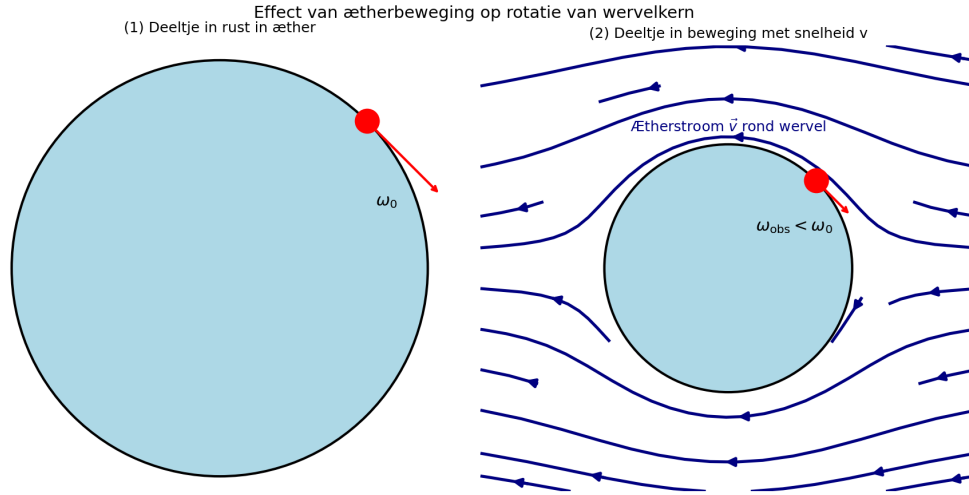 Effect van ætherbeweging op rotatie van wervelkern
(1) Deeltje in rust in æther
(2) Deeltje in beweging met snelheid v
Ætherstroom $\vec{v}$ rond wervel
ω₀
ω_obs < ω₀